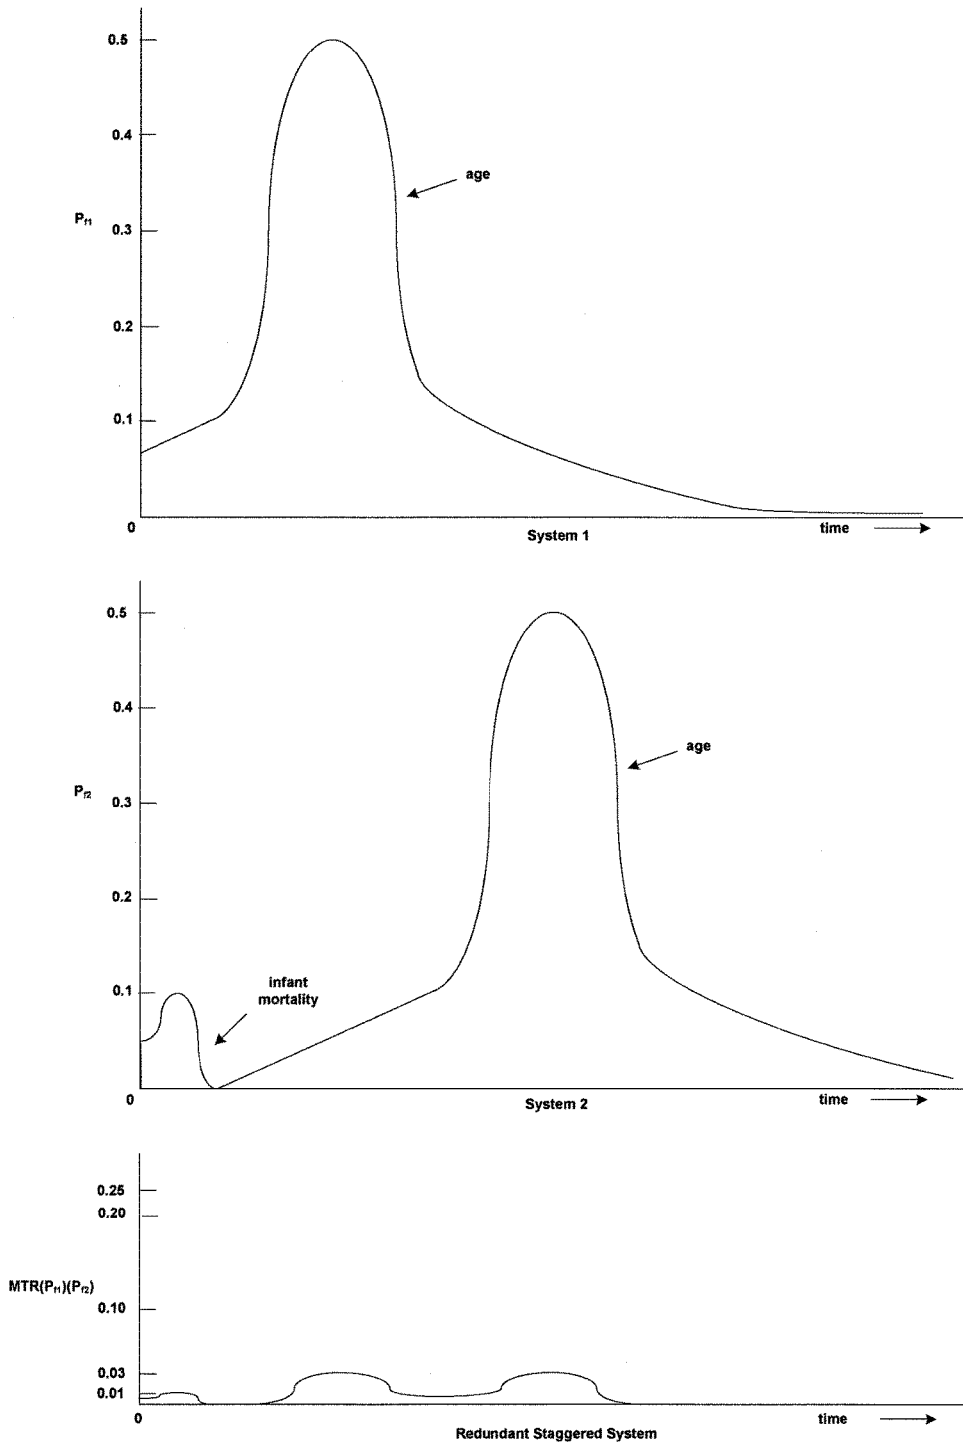 0.5
0.4
age
Pf1
0.3
0.2
0.1
0
System 1
time
0.5
0.4
age
Pf2
0.3
0.2
infant
mortality
0.1
0
System 2
time
0.25
0.20
MTR(Pf1)(Pf2)
0.10
0.03
0.01
0
time
Redundant Staggered System